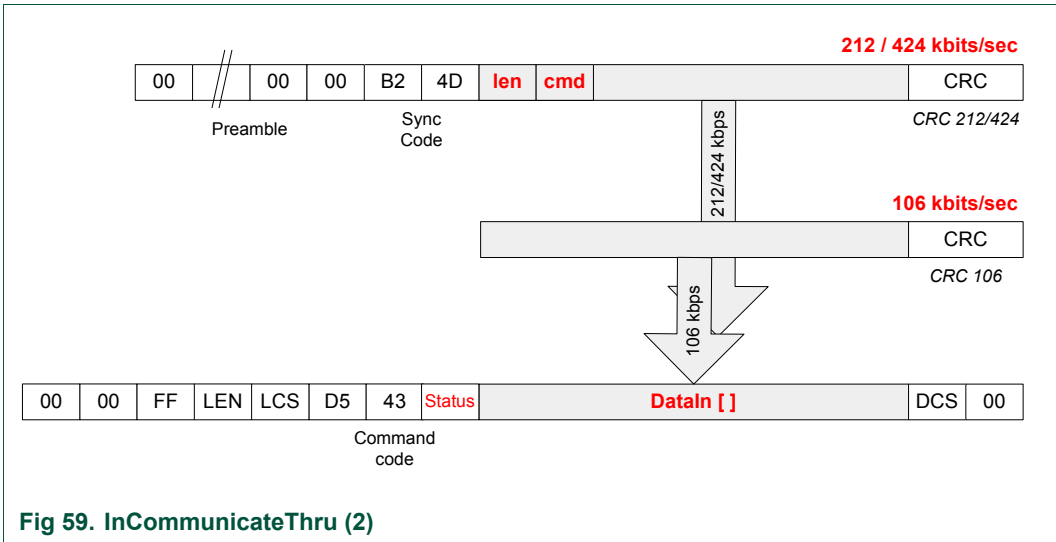 212 / 424 kbits/sec
00 00 00 B2 4D len cmd CRC
Preamble
Sync
Code
CRC 212/424
212/424 kbps
106 kbits/sec
CRC
CRC 106
106 kbps
00 00 FF LEN LCS D5 43 Status DataIn [ ] DCS 00
Command
code
Fig 59. InCommunicateThru (2)